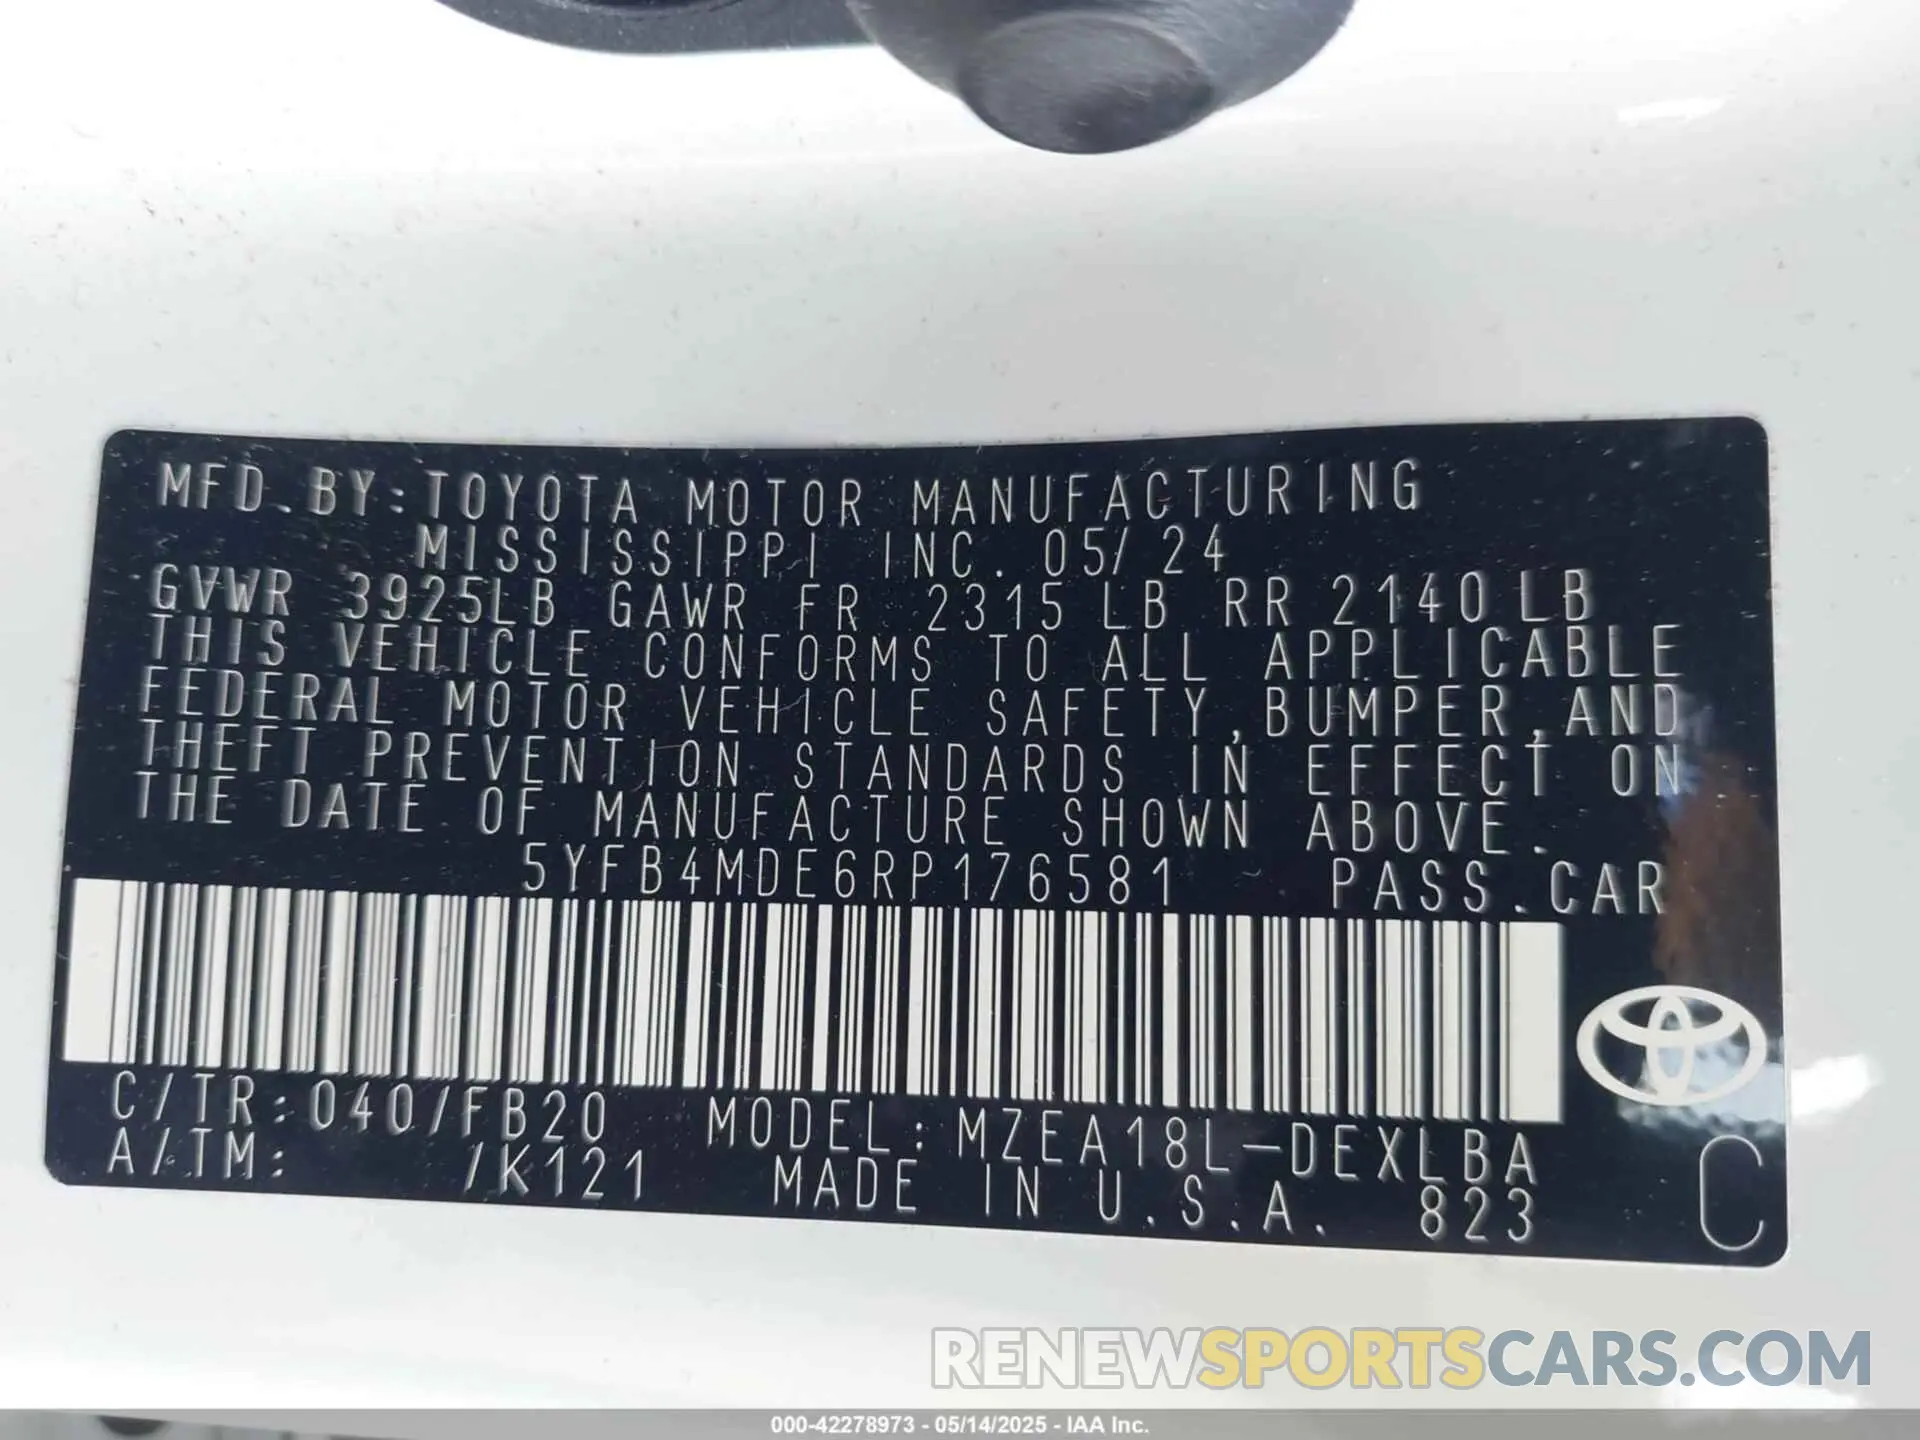 MFD.BY:TOYOTA MOTOR MANUFACTURING
MISSISSIPPI INC. 05/24
GVWR 3925LB GAWR FR 2315 LB RR 2140 LB
THIS VEHICLE CONFORMS TO ALL APPLICABLE
FEDERAL MOTOR VEHICLE SAFETY,BUMPER,AND
THEFT PREVENTION STANDARDS IN EFFECT ON
THE DATE OF MANUFACTURE SHOWN ABOVE.
5YFB4MDE6RP176581 PASS.CAR
C/TR:040/FB20 MODEL:MZEA18L-DEXLBA
A/TM: /K121 MADE IN U.S.A. 823
C
RENEWSPORTSCARS.COM
000-42278973 - 05/14/2025 - IAA Inc.